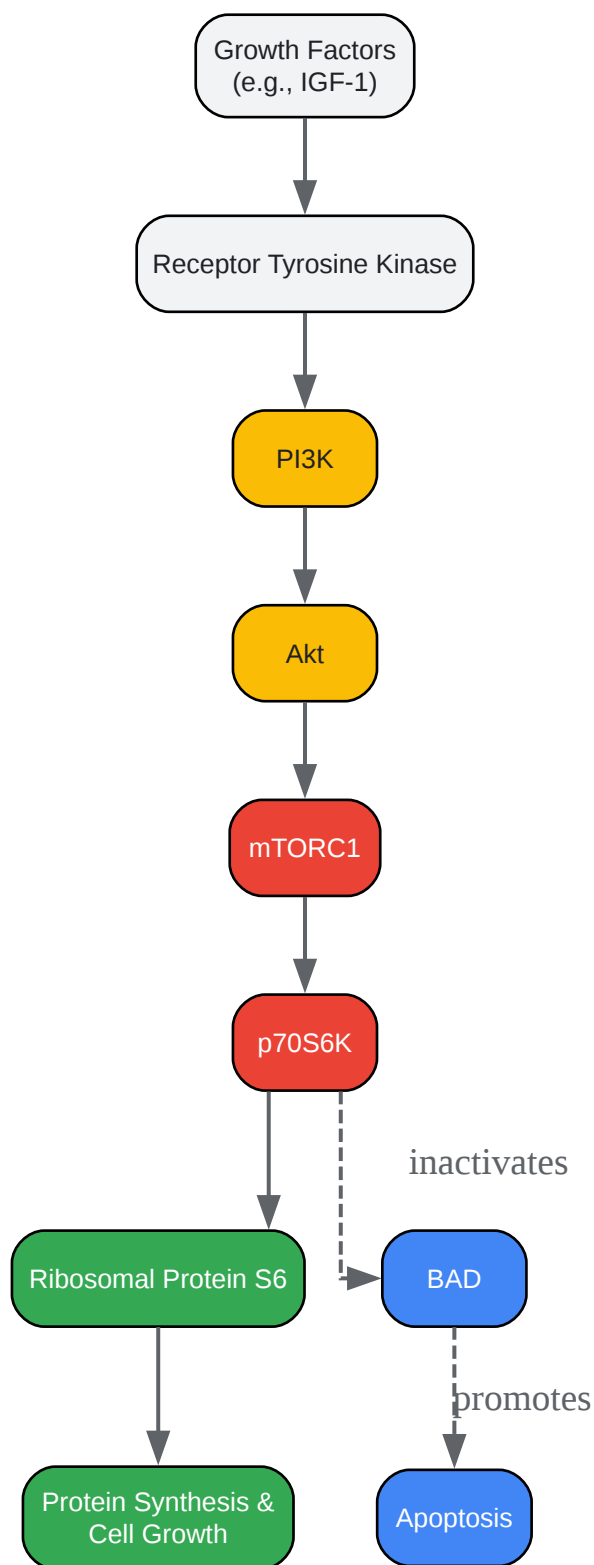 Growth Factors
(e.g., IGF-1)
Receptor Tyrosine Kinase
PI3K
Akt
mTORC1
p70S6K
inactivates
Ribosomal Protein S6
BAD
promotes
Protein Synthesis &
Cell Growth
Apoptosis